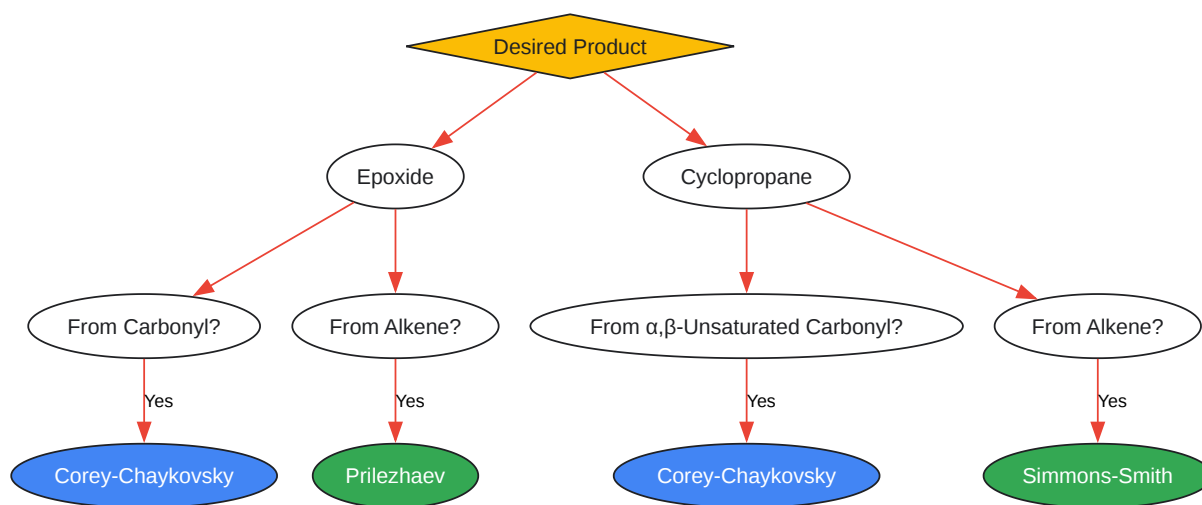 Desired Product
Epoxide
Cyclopropane
From Carbonyl?
From Alkene?
From α,β-Unsaturated Carbonyl?
From Alkene?
Yes
Yes
Yes
Yes
Corey-Chaykovsky
Prilezhaev
Corey-Chaykovsky
Simmons-Smith